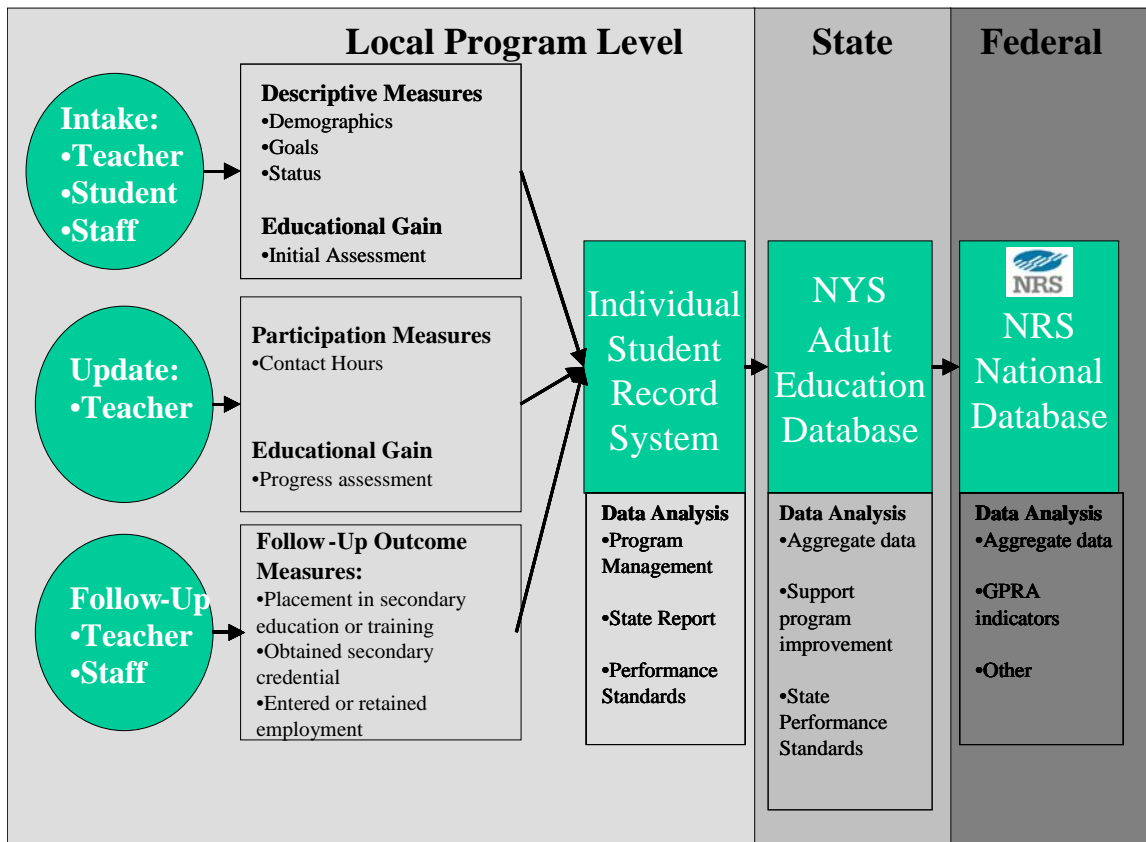 Local Program Level
State
Federal
Intake:
•Teacher
•Student
•Staff
Descriptive Measures
•Demographics
•Goals
•Status
Educational Gain
•Initial Assessment
Update:
•Teacher
Participation Measures
•Contact Hours
Educational Gain
•Progress assessment
Follow-Up
•Teacher
•Staff
Follow-Up Outcome
Measures:
•Placement in secondary
education or training
•Obtained secondary
credential
•Entered or retained
employment
Individual
Student
Record
System
Data Analysis
•Program
Management
•State Report
•Performance
Standards
NYS
Adult
Education
Database
Data Analysis
•Aggregate data
•Support
program
improvement
•State
Performance
Standards
NRS
NRS
National
Database
Data Analysis
•Aggregate data
•GPRA
indicators
•Other